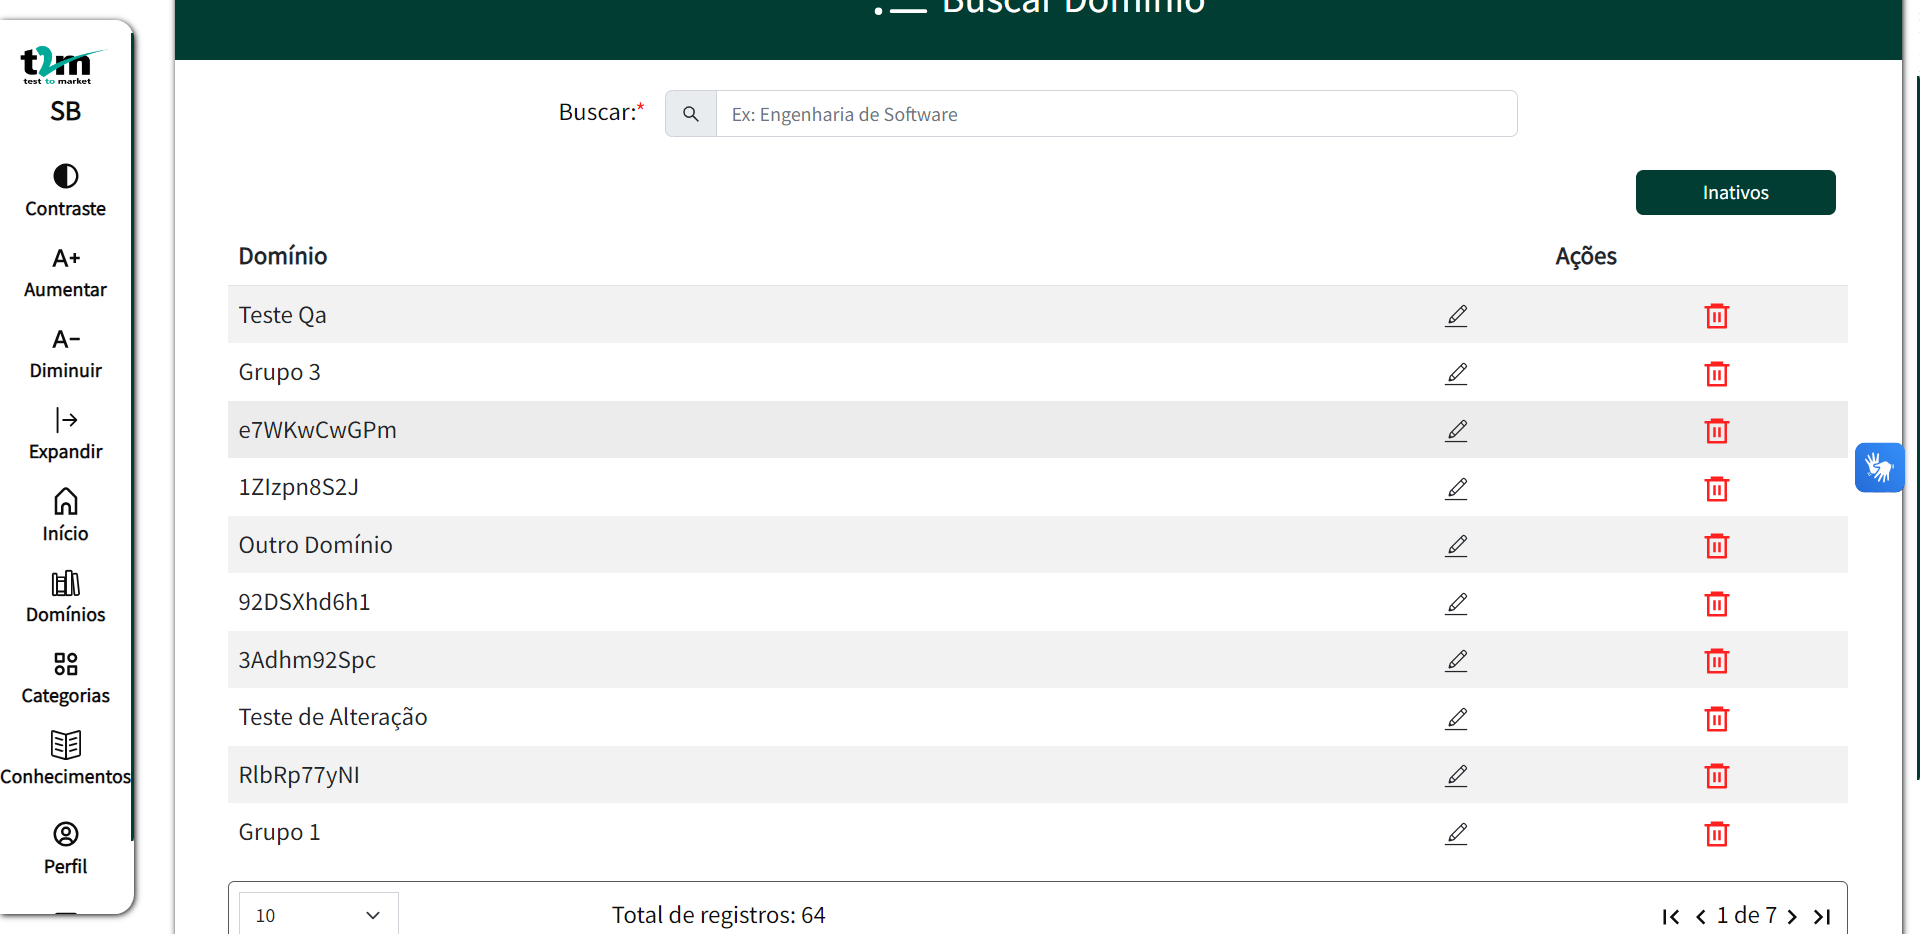 Buscar Domínio
t2m
test to market
SB
Contraste
A+
Aumentar
A-
Diminuir
Expandir
Início
Domínios
Categorias
Conhecimentos
Perfil
Buscar:*
Ex: Engenharia de Software
Inativos
Domínio Ações
Teste Qa
Grupo 3
e7WKwCwGPm
1ZIzpn8S2J
Outro Domínio
92DSXhd6h1
3Adhm92Spc
Teste de Alteração
RlbRp77yNI
Grupo 1
10 Total de registros: 64 1 de 7